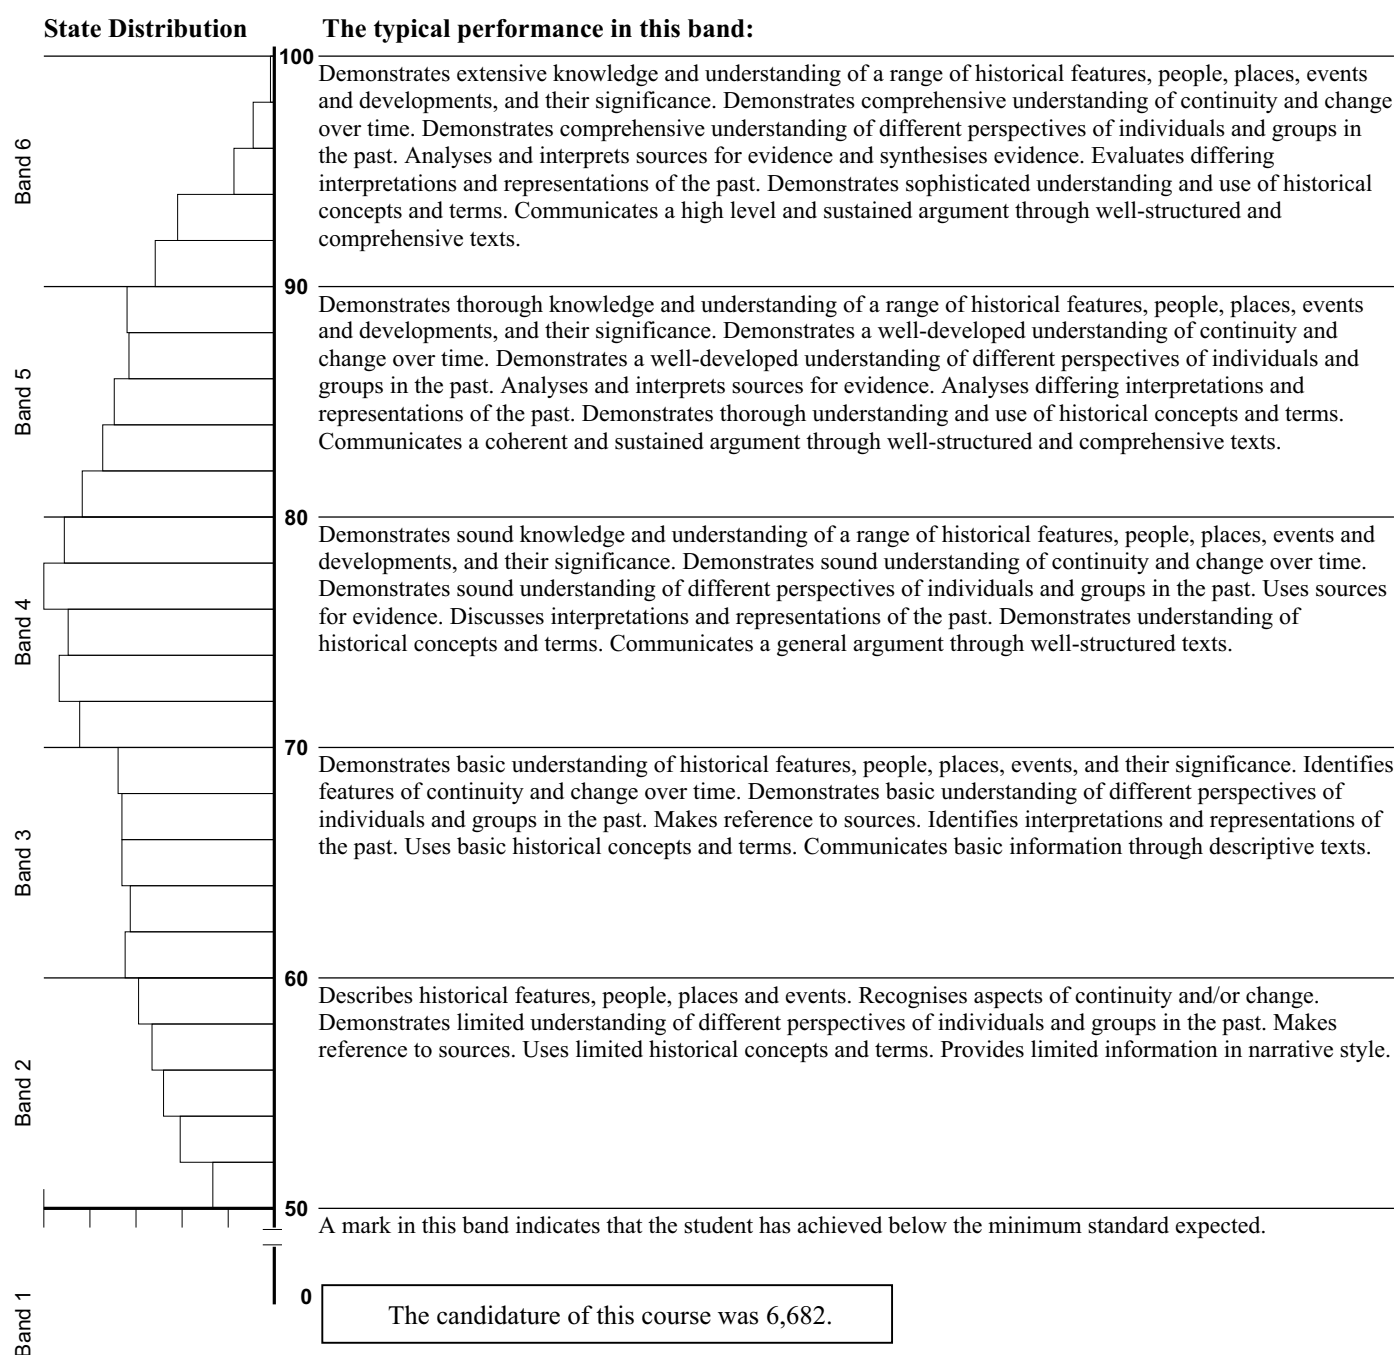 State Distribution
The typical performance in this band:
100
Band 6
Demonstrates extensive knowledge and understanding of a range of historical features, people, places, events
and developments, and their significance. Demonstrates comprehensive understanding of continuity and change
over time. Demonstrates comprehensive understanding of different perspectives of individuals and groups in
the past. Analyses and interprets sources for evidence and synthesises evidence. Evaluates differing
interpretations and representations of the past. Demonstrates sophisticated understanding and use of historical
concepts and terms. Communicates a high level and sustained argument through well-structured and
comprehensive texts.
90
Band 5
Demonstrates thorough knowledge and understanding of a range of historical features, people, places, events
and developments, and their significance. Demonstrates a well-developed understanding of continuity and
change over time. Demonstrates a well-developed understanding of different perspectives of individuals and
groups in the past. Analyses and interprets sources for evidence. Analyses differing interpretations and
representations of the past. Demonstrates thorough understanding and use of historical concepts and terms.
Communicates a coherent and sustained argument through well-structured and comprehensive texts.
80
Band 4
Demonstrates sound knowledge and understanding of a range of historical features, people, places, events and
developments, and their significance. Demonstrates sound understanding of continuity and change over time.
Demonstrates sound understanding of different perspectives of individuals and groups in the past. Uses sources
for evidence. Discusses interpretations and representations of the past. Demonstrates understanding of
historical concepts and terms. Communicates a general argument through well-structured texts.
70
Band 3
Demonstrates basic understanding of historical features, people, places, events, and their significance. Identifies
features of continuity and change over time. Demonstrates basic understanding of different perspectives of
individuals and groups in the past. Makes reference to sources. Identifies interpretations and representations of
the past. Uses basic historical concepts and terms. Communicates basic information through descriptive texts.
60
Band 2
Describes historical features, people, places and events. Recognises aspects of continuity and/or change.
Demonstrates limited understanding of different perspectives of individuals and groups in the past. Makes
reference to sources. Uses limited historical concepts and terms. Provides limited information in narrative style.
50
A mark in this band indicates that the student has achieved below the minimum standard expected.
0
Band 1
The candidature of this course was 6,682.